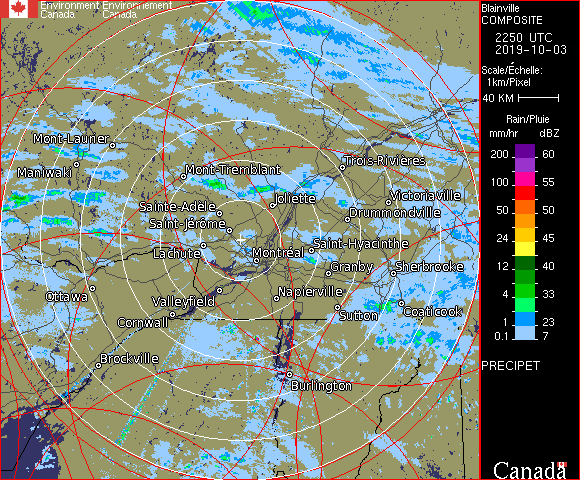 Environment Environnement
Canada Canada
Blainville
COMPOSITE
2250 UTC
2019-10-03
Scale/Échelle:
1km/Pixel
40 KM
Rain/Pluie
mm/hr dBZ
200 60
100 55
50 50
24 45
12 40
4 33
1 23
0.1 7
PRECIPET
Canada
Mont-Laurier
Maniwaki
Mont-Tremblant
Trois-Rivières
Sainte-Adele
Joliette
Victoriaville
Drummondville
Saint-Jérôme
Lachute
Montréal
Saint-Hyacinthe
Granby
Sherbrooke
Ottawa
Valleyfield
Napierville
Cornwall
Sutton
Coaticook
Brockville
Burlington